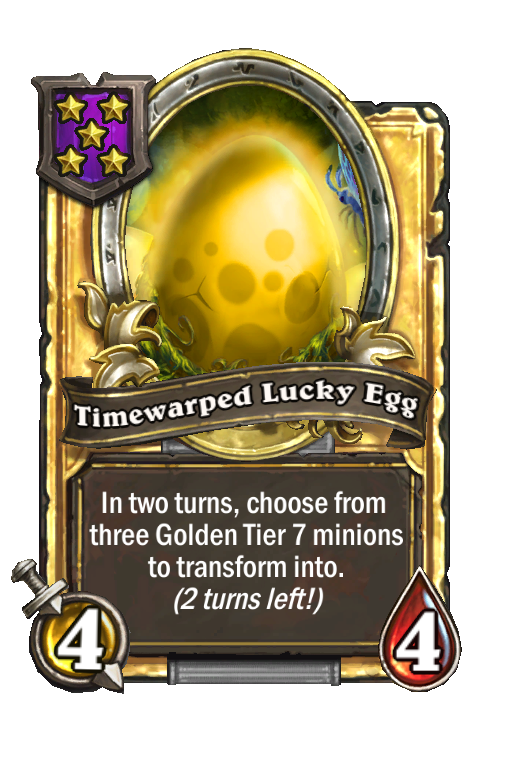 Timewarped Lucky Egg
In two turns, choose from
three Golden Tier 7 minions
to transform into.
(2 turns left!)
4
4